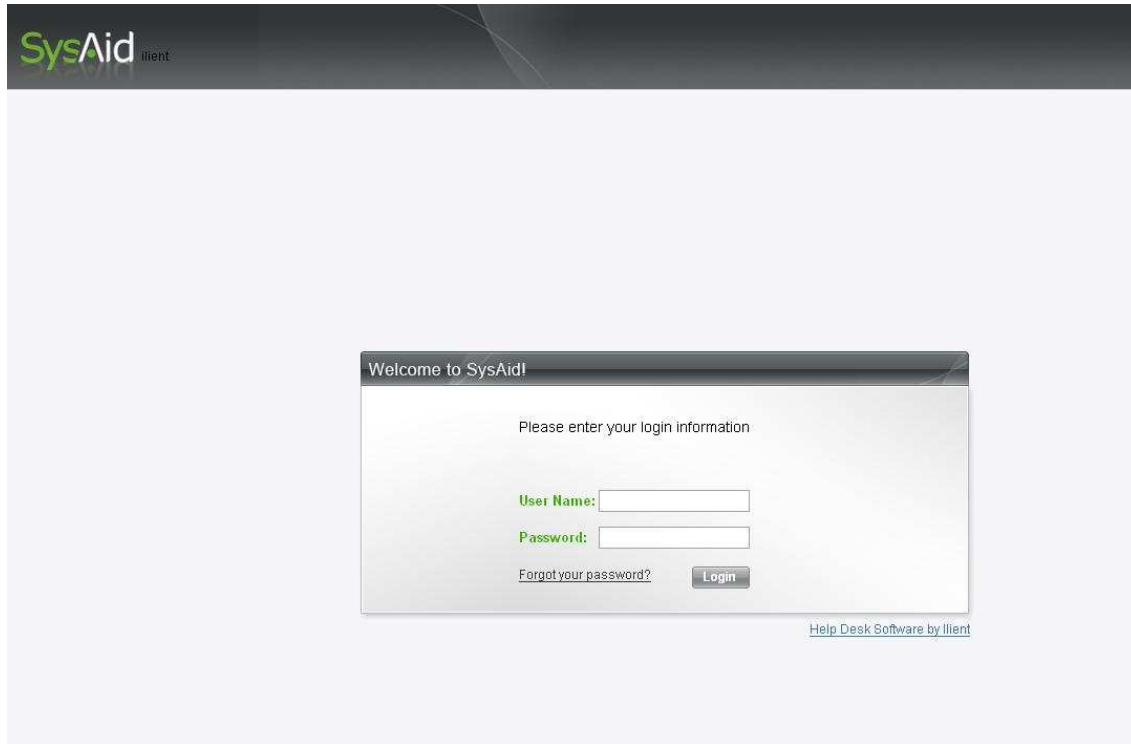 SysAid ilient
Welcome to SysAid!
Please enter your login information
User Name:
Password:
Forgot your password? Login
Help Desk Software by Ilient